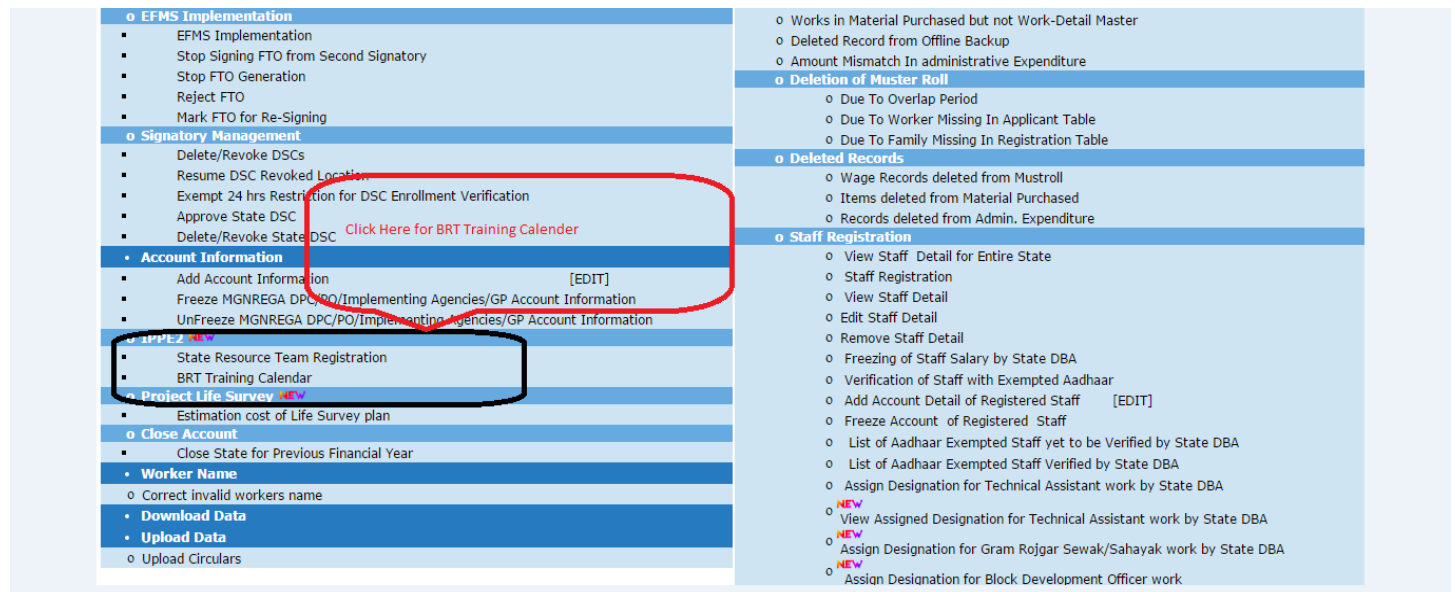 o EFMS Implementation
▪ EFMS Implementation
▪ Stop Signing FTO from Second Signatory
▪ Stop FTO Generation
▪ Reject FTO
▪ Mark FTO for Re-Signing
o Signatory Management
▪ Delete/Revoke DSCs
▪ Resume DSC Revoked Location
▪ Exempt 24 hrs Restriction for DSC Enrollment Verification
▪ Approve State DSC
▪ Delete/Revoke State DSC
Click Here for BRT Training Calender
• Account Information
▪ Add Account Information [EDIT]
▪ Freeze MGNREGA DPC/PO/Implementing Agencies/GP Account Information
▪ UnFreeze MGNREGA DPC/PO/Implementing Agencies/GP Account Information
o IPPE2 NEW
▪ State Resource Team Registration
▪ BRT Training Calendar
o Project Life Survey NEW
▪ Estimation cost of Life Survey plan
o Close Account
▪ Close State for Previous Financial Year
• Worker Name
o Correct invalid workers name
• Download Data
• Upload Data
o Upload Circulars
o Works in Material Purchased but not Work-Detail Master
o Deleted Record from Offline Backup
o Amount Mismatch In administrative Expenditure
o Deletion of Muster Roll
o Due To Overlap Period
o Due To Worker Missing In Applicant Table
o Due To Family Missing In Registration Table
o Deleted Records
o Wage Records deleted from Mustroll
o Items deleted from Material Purchased
o Records deleted from Admin. Expenditure
o Staff Registration
o View Staff Detail for Entire State
o Staff Registration
o View Staff Detail
o Edit Staff Detail
o Remove Staff Detail
o Freezing of Staff Salary by State DBA
o Verification of Staff with Exempted Aadhaar
o Add Account Detail of Registered Staff [EDIT]
o Freeze Account of Registered Staff
o List of Aadhaar Exempted Staff yet to be Verified by State DBA
o List of Aadhaar Exempted Staff Verified by State DBA
o Assign Designation for Technical Assistant work by State DBA
NEW
o View Assigned Designation for Technical Assistant work by State DBA
NEW
o Assign Designation for Gram Rojgar Sewak/Sahayak work by State DBA
NEW
o Assign Designation for Block Development Officer work